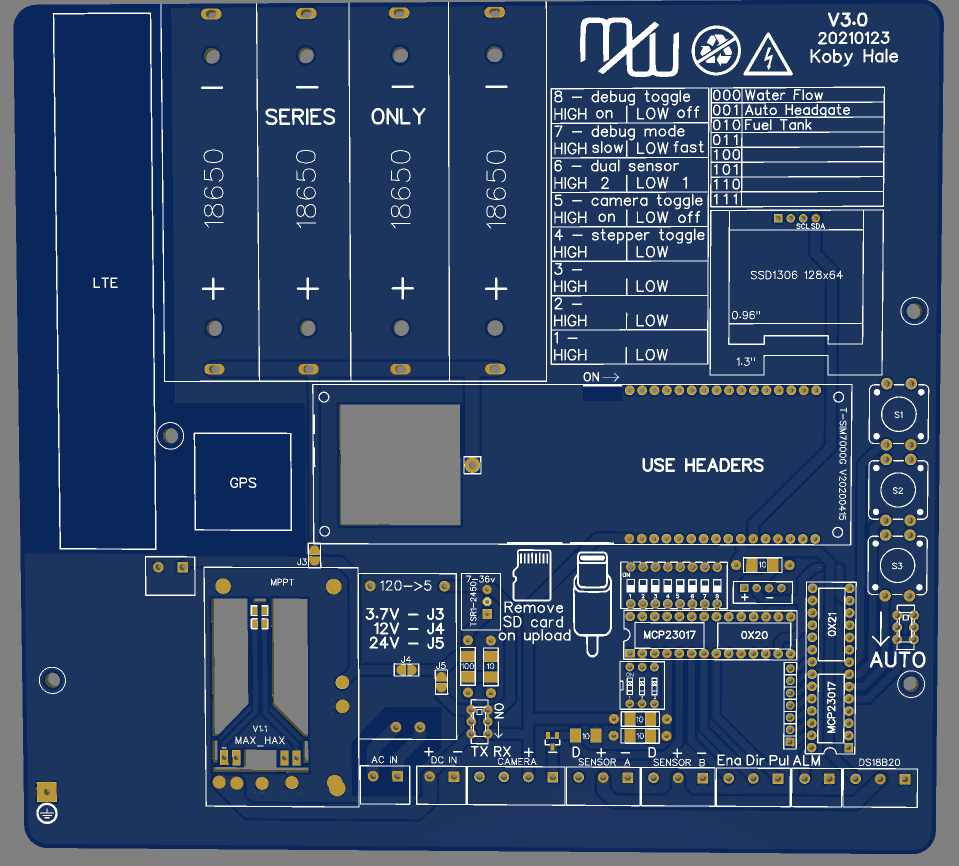 V3.0
20210123
Koby Hale
SERIES ONLY
18650
18650
18650
18650
LTE
8 - debug toggle
HIGH on | LOW off
7 - debug mode
HIGH slow| LOW fast
6 - dual sensor
HIGH 2 | LOW 1
5 - camera toggle
HIGH on | LOW off
4 - stepper toggle
HIGH | LOW
3 -
HIGH | LOW
2 -
HIGH | LOW
1 -
HIGH | LOW
000 Water Flow
001 Auto Headgate
010 Fuel Tank
011
100
101
110
111
SCL SDA
SSD1306 128x64
0.96"
1.3"
ON
USE HEADERS
T-SIM7000G V20200415
S1
S2
S3
GPS
J3
MPPT
120->5
3.7V - J3
12V - J4
24V - J5
J4
J5
7-36v
TSR1-2450
Remove
SD card
on upload
ON
1 2 3 4 5 6 7 8
10
+ -
MCP23017 0X20
0X21
MCP23017
AUTO
100
10
ON
10
10
10
V1.1
MAX_HAX
AC IN
+ -
DC IN
TX RX +
CAMERA
D + -
SENSOR A
D + -
SENSOR B
Ena Dir Pul ALM
DS18B20